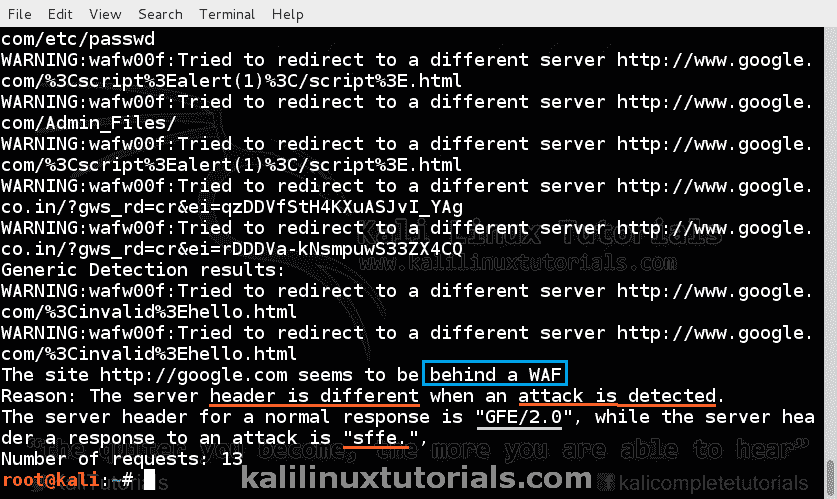 File Edit View Search Terminal Help
com/etc/passwd
WARNING:wafw00f:Tried to redirect to a different server http://www.google.
com/%3Cscript%3Ealert(1)%3C/script%3E.html
WARNING:wafw00f:Tried to redirect to a different server http://www.google.
com/Admin_Files/
WARNING:wafw00f:Tried to redirect to a different server http://www.google.
com/%3Cscript%3Ealert(1)%3C/script%3E.html
WARNING:wafw00f:Tried to redirect to a different server http://www.google.
co.in/?gws_rd=cr&ei=qzDDVfStH4KXuASJvI_YAg
WARNING:wafw00f:Tried to redirect to a different server http://www.google.
Kali Linux Tutorials
co.in/?gws_rd=cr&ei=rDDDVa-kNsmpuwS33ZX4CQ
www.kalilinuxtutorials.com
Generic Detection results:
WARNING:wafw00f:Tried to redirect to a different server http://www.google.
com/%3Cinvalid%3Ehello.html
WARNING:wafw00f:Tried to redirect to a different server http://www.google.
com/%3Cinvalid%3Ehello.html
The site http://google.com seems to be behind a WAF
Reason: The server header is different when an attack is detected.
The server header for a normal response is "GFE/2.0", while the server hea
der a response to an attack is "sffe.",
“the quieter you become, the more you are able to hear”
Number of requests: 13
root@kali:~#
kalilinuxtutorials.com
kalicompletetutorials